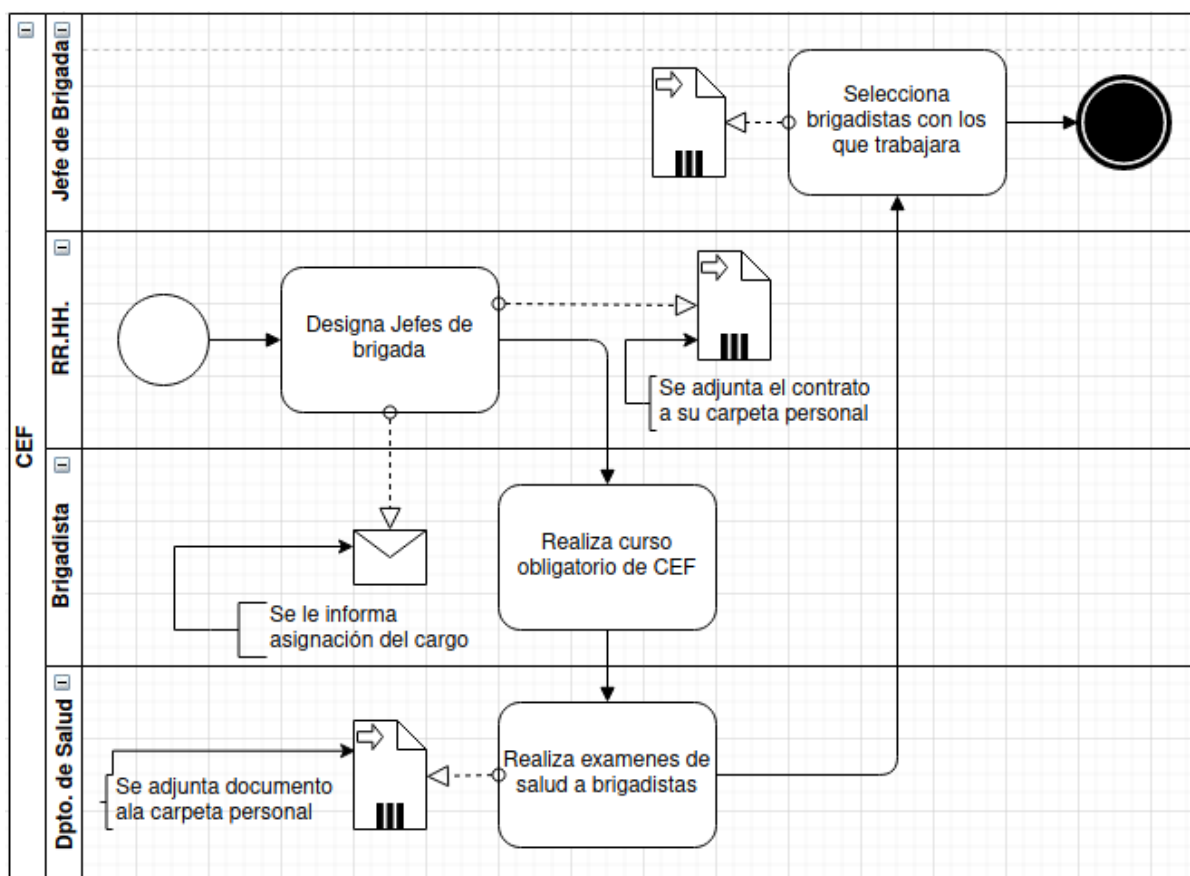 CEF
Jefe de Brigada
Selecciona
brigadistas con los
que trabajara
RR.HH.
Designa Jefes de
brigada
Se adjunta el contrato
a su carpeta personal
Brigadista
Realiza curso
obligatorio de CEF
Se le informa
asignación del cargo
Dpto. de Salud
Realiza examenes de
salud a brigadistas
Se adjunta documento
ala carpeta personal